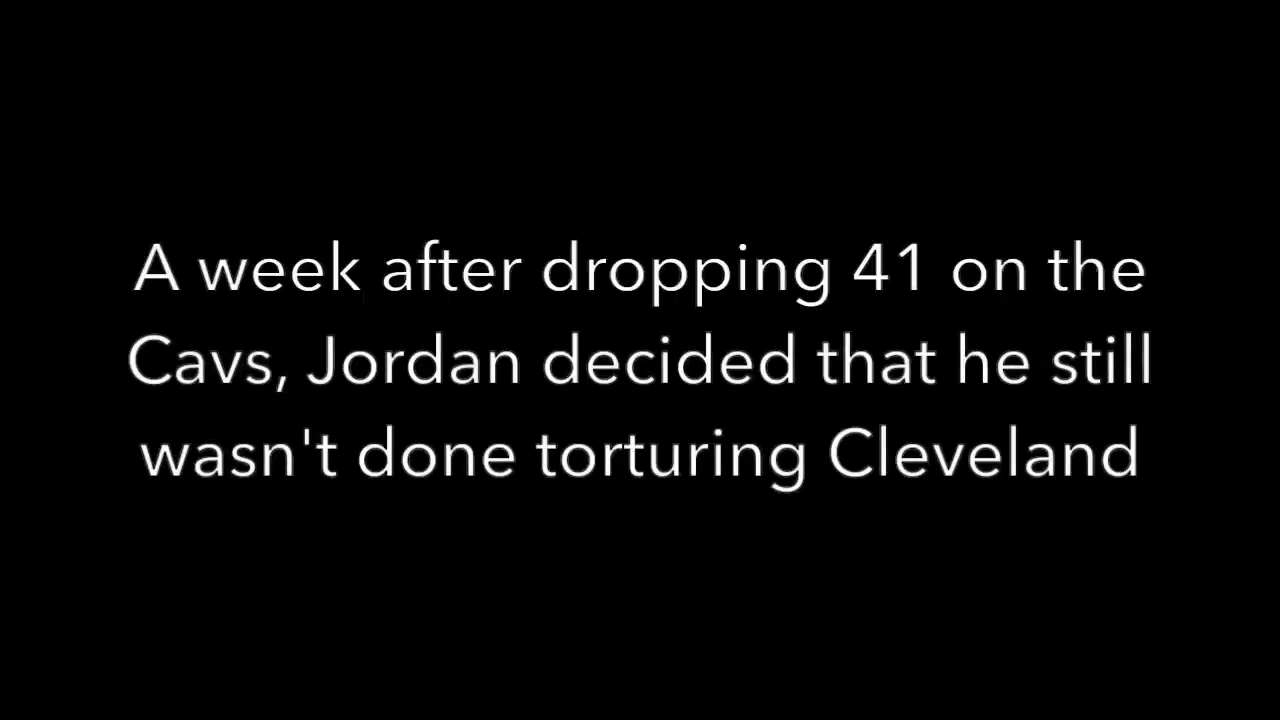 A week after dropping 41 on the
Cavs, Jordan decided that he still
wasn't done torturing Cleveland